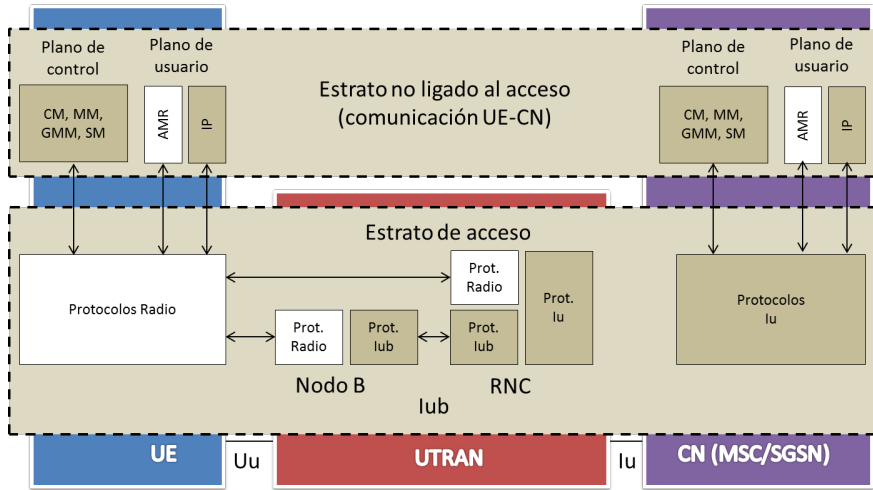 Plano de
control
Plano de
usuario
CM, MM,
GMM, SM
AMR
IP
Estrato no ligado al acceso
(comunicación UE-CN)
Plano de
control
Plano de
usuario
CM, MM,
GMM, SM
AMR
IP
Estrato de acceso
Protocolos Radio
Prot.
Radio
Prot.
Iu
Prot.
Radio
Prot.
Iub
Prot.
Iub
Protocolos
Iu
Nodo B
RNC
Iub
UE
Uu
UTRAN
Iu
CN (MSC/SGSN)